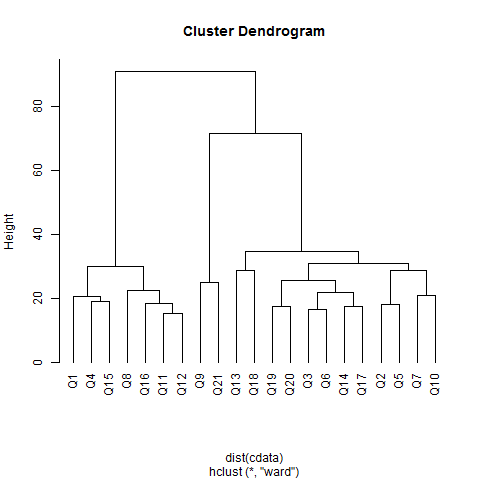 Cluster Dendrogram
Height
80
60
40
20
0
Q1 Q4 Q15 Q8 Q16 Q11 Q12 Q9 Q21 Q13 Q18 Q19 Q20 Q3 Q6 Q14 Q17 Q2 Q5 Q7 Q10
dist(cdata)
hclust (*, "ward")